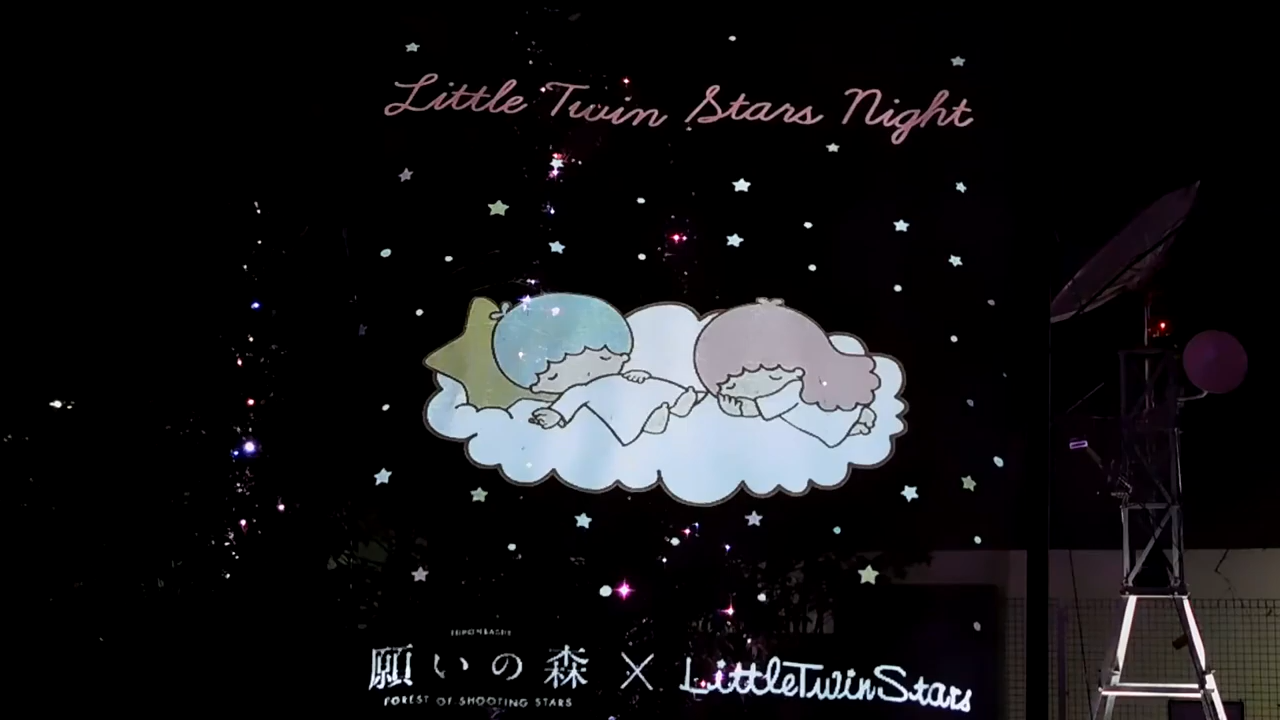 Little Twin Stars Night
NIHONBASHI
願いの森 × LittleTwinStars
FOREST OF SHOOTING STARS